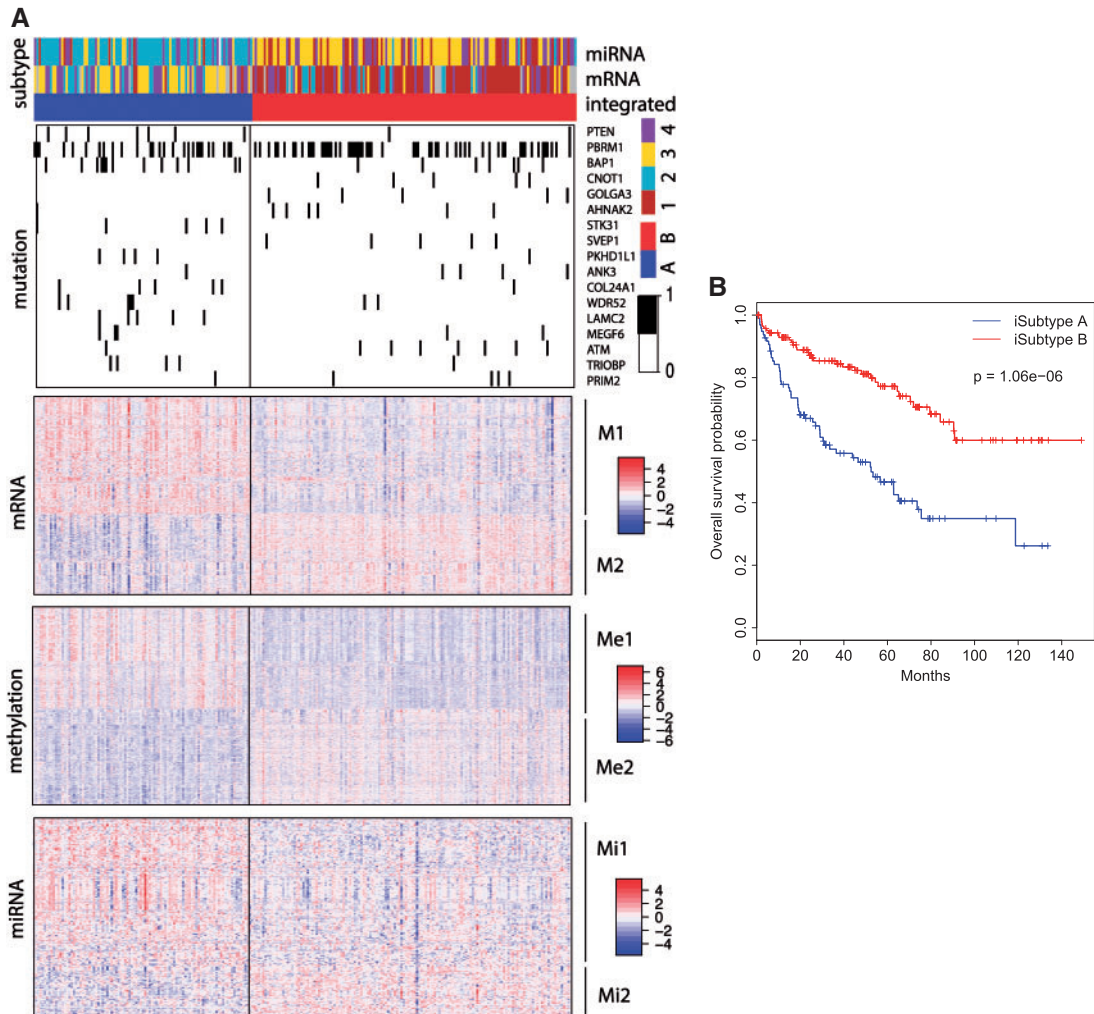 A
subtype
miRNA
mRNA
integrated
mutation
PTEN
PBRM1
BAP1
CNOT1
GOLGA3
AHNAK2
STK31
SVEP1
PKHD1L1
ANK3
COL24A1
WDR52
LAMC2
MEGF6
ATM
TRIOBP
PRIM2
4
3
2
1
B
A
1
0
mRNA
M1
M2
4
2
0
−2
−4
methylation
Me1
Me2
6
4
2
0
−2
−4
−6
miRNA
Mi1
Mi2
4
2
0
−2
−4
B
Overall survival probability
1.0
0.8
0.6
0.4
0.2
0.0
iSubtype A
iSubtype B
p = 1.06e−06
0 20 40 60 80 100 120 140
Months